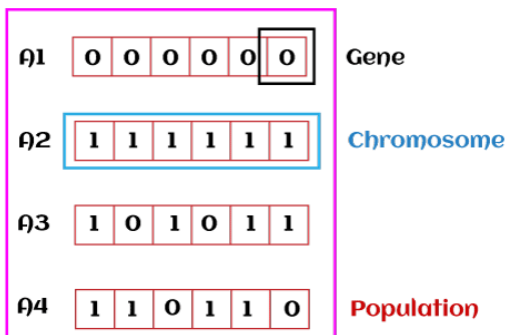 A1 0 0 0 0 0 0 Gene
A2 1 1 1 1 1 1 Chromosome
A3 1 0 1 0 1 1
A4 1 1 0 1 1 0 Population